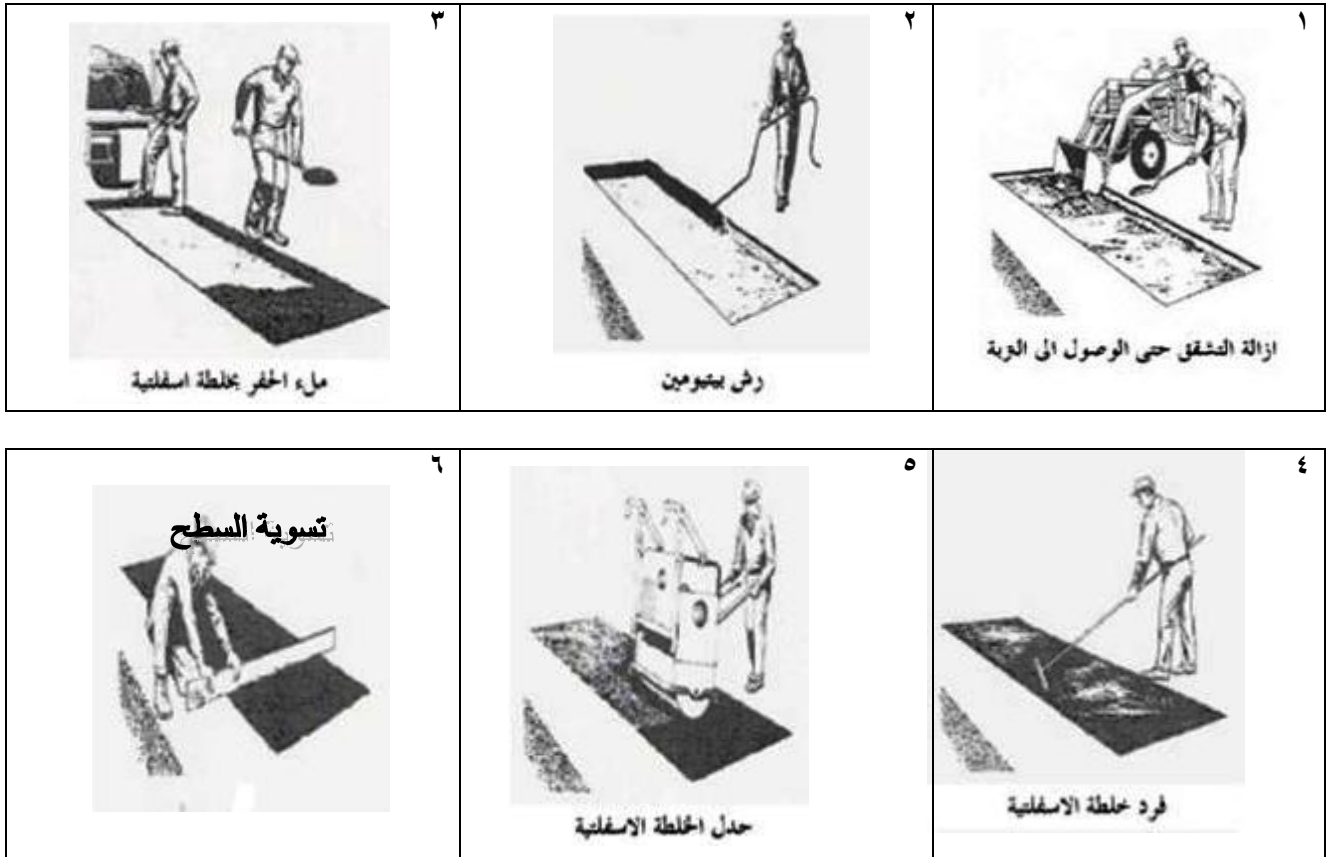 ١
ازالة التشقق حتى الوصول الى التربة
٢
رش بيتيومين
٣
ملء الحفر بخلطة اسفلتية
٤
فرد خلطة الاسفلتية
٥
حدل الخلطة الاسفلتية
٦
تسوية السطح